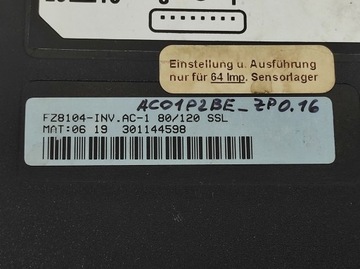 Einstellung u. Ausführung
nur für 64 Imp. Sensorlager
AC01P2BE_ZP0.16
FZ8104-INV.AC-1 80/120 SSL
MAT:06 19 301144598